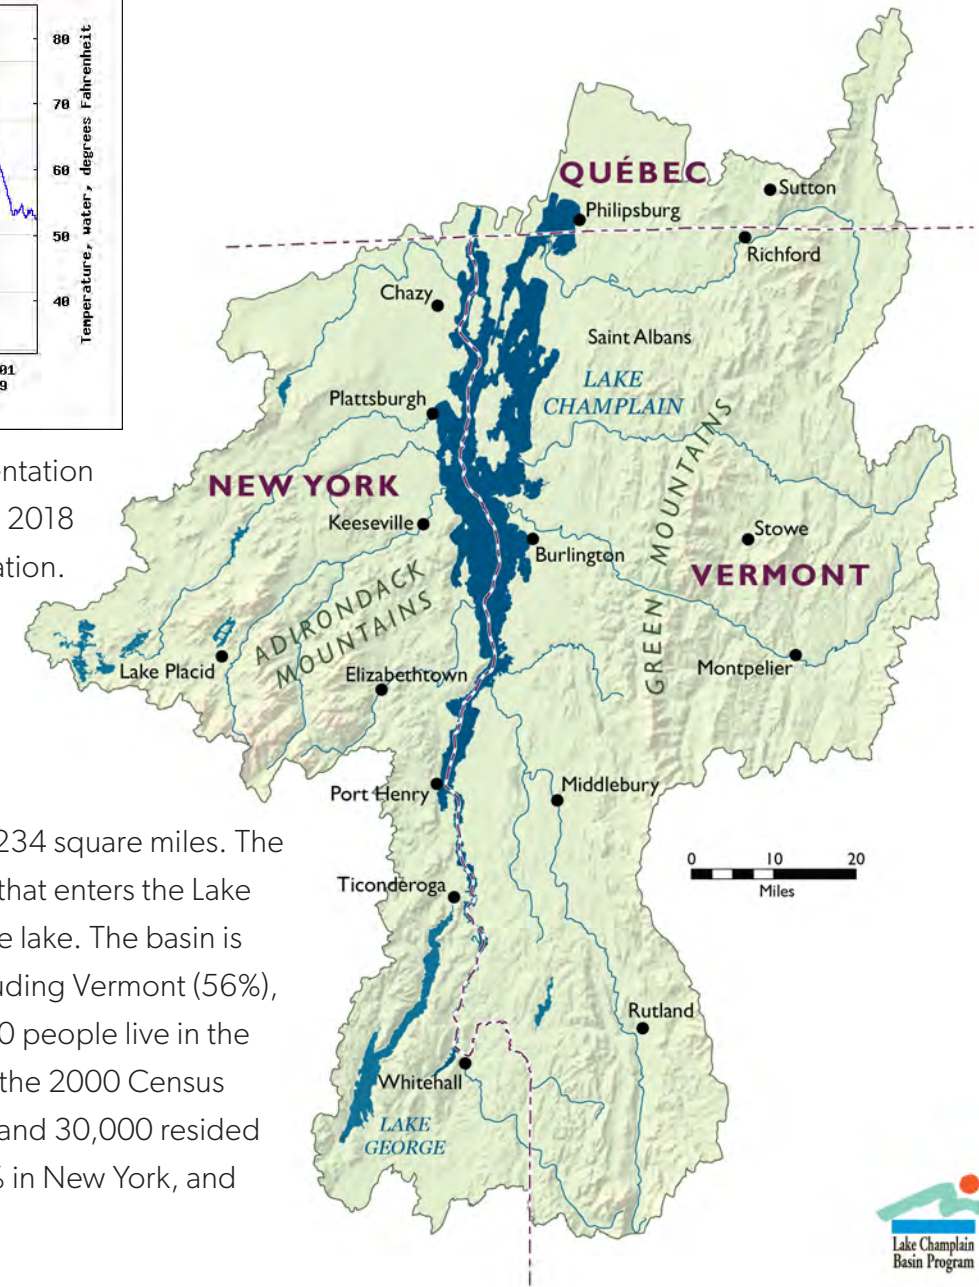 80
70
60
50
40
Temperature, water, degrees Fahrenheit
01
9
entation
2018
ation.
234 square miles. The
that enters the Lake
e lake. The basin is
uding Vermont (56%),
0 people live in the
the 2000 Census
and 30,000 resided
% in New York, and
QUÉBEC
Sutton
Philipsburg
Richford
Chazy
Saint Albans
LAKE
CHAMPLAIN
Plattsburgh
NEW YORK
Keeseville
Burlington
Stowe
VERMONT
GREEN MOUNTAINS
ADIRONDACK
MOUNTAINS
Lake Placid
Elizabethtown
Montpelier
Port Henry
Middlebury
0 10 20
Miles
Ticonderoga
Rutland
Whitehall
LAKE
GEORGE
Lake Champlain
Basin Program